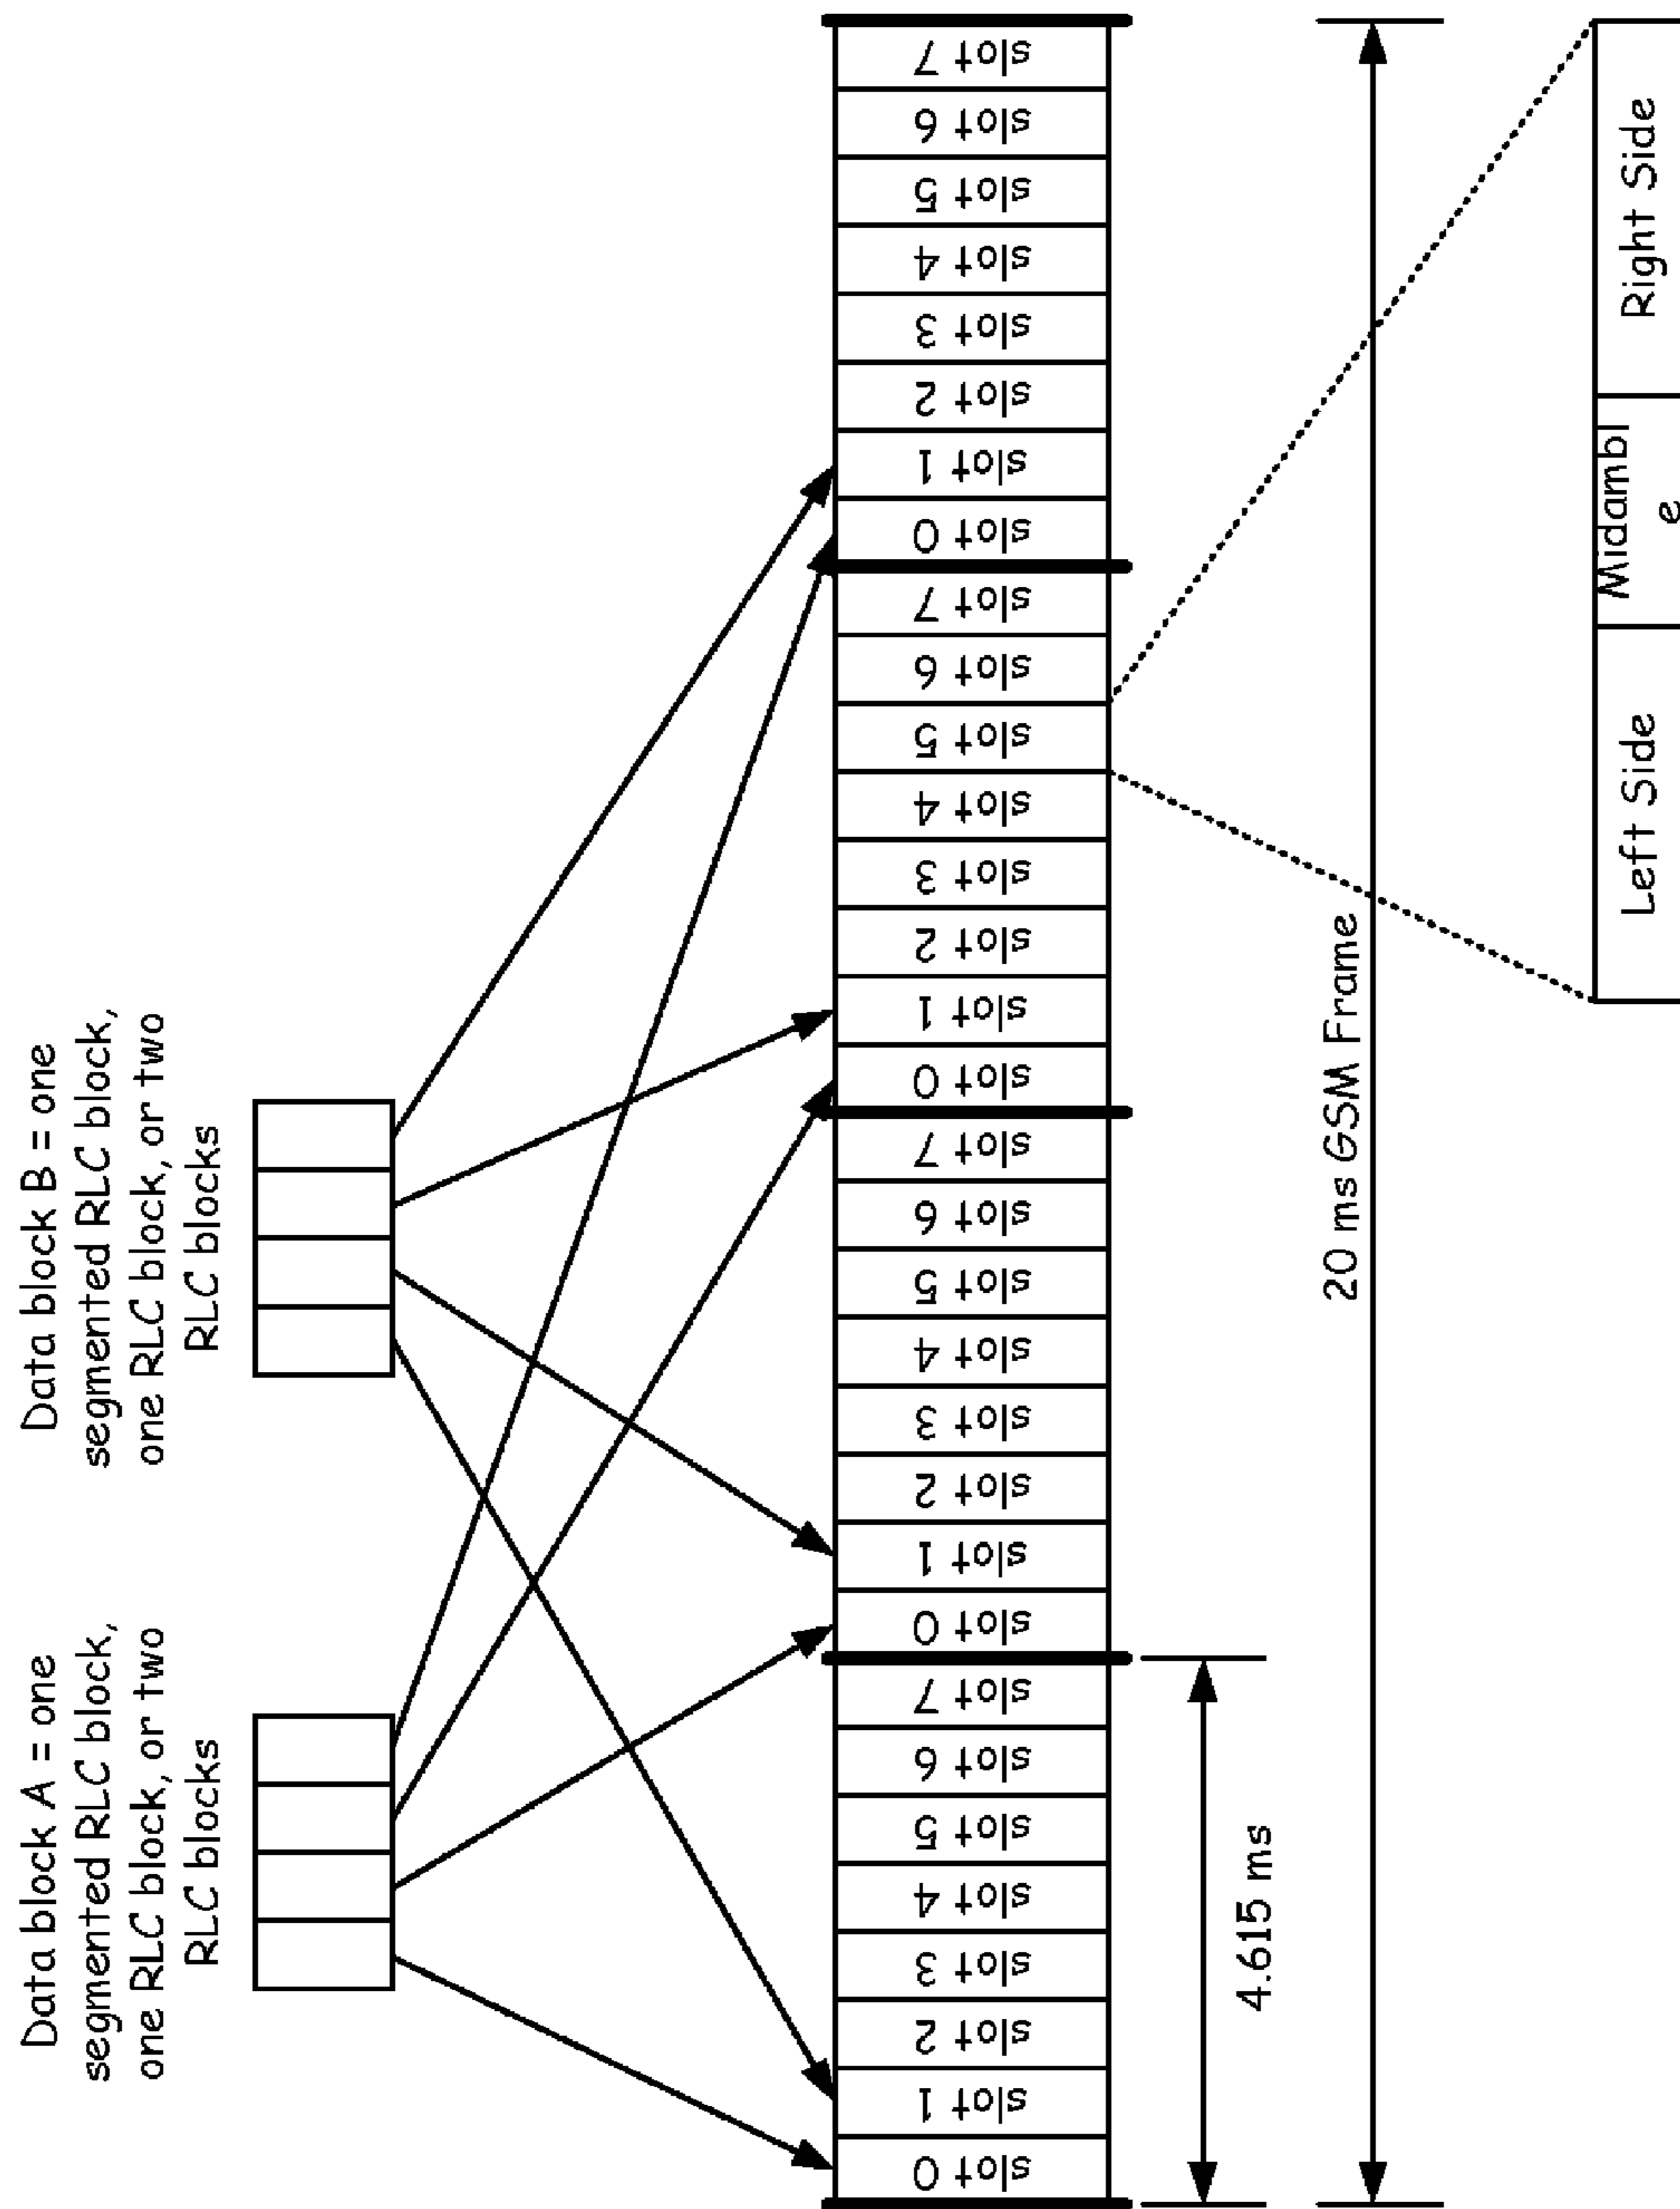 Data block A = one
segmented RLC block,
one RLC block, or two
RLC blocks
Data block B = one
segmented RLC block,
one RLC block, or two
RLC blocks
slot 0
slot 1
slot 2
slot 3
slot 4
slot 5
slot 6
slot 7
slot 0
slot 1
slot 2
slot 3
slot 4
slot 5
slot 6
slot 7
slot 0
slot 1
slot 2
slot 3
slot 4
slot 5
slot 6
slot 7
slot 0
slot 1
slot 2
slot 3
slot 4
slot 5
slot 6
slot 7
4.615 ms
20 ms GSM Frame
Left Side
Midambl
e
Right Side